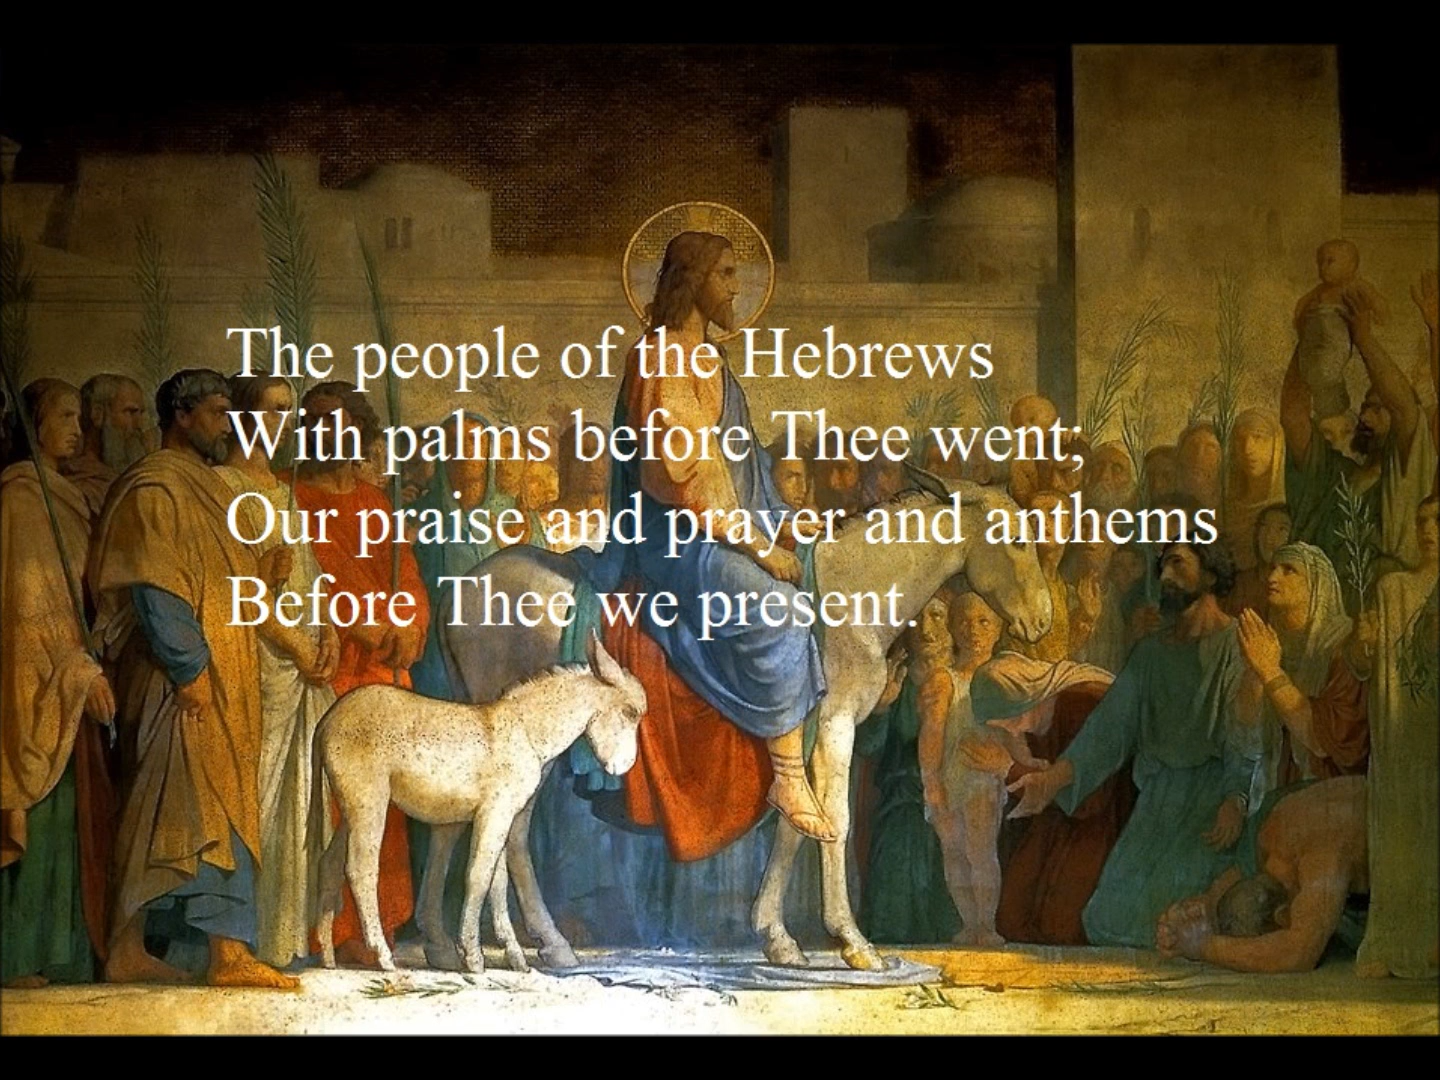 The people of the Hebrews
With palms before Thee went;
Our praise and prayer and anthems
Before Thee we present.